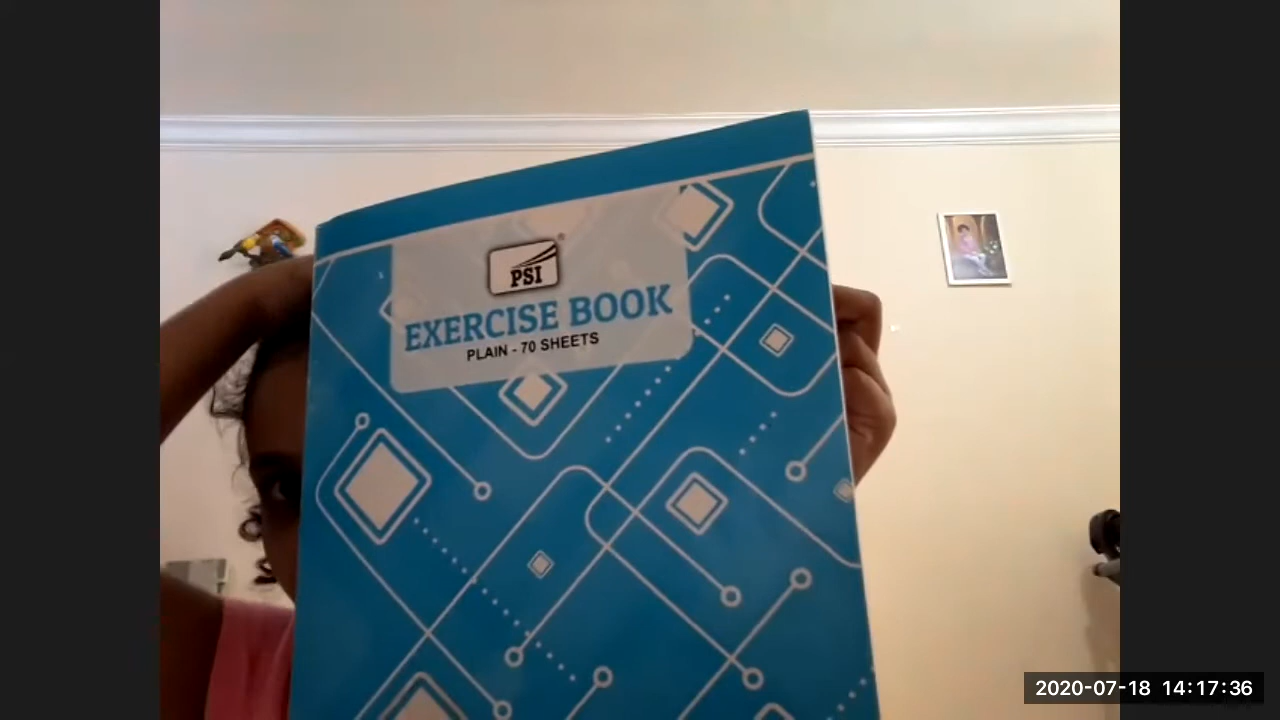 PSI
®
EXERCISE BOOK
PLAIN - 70 SHEETS
2020-07-18 14:17:36